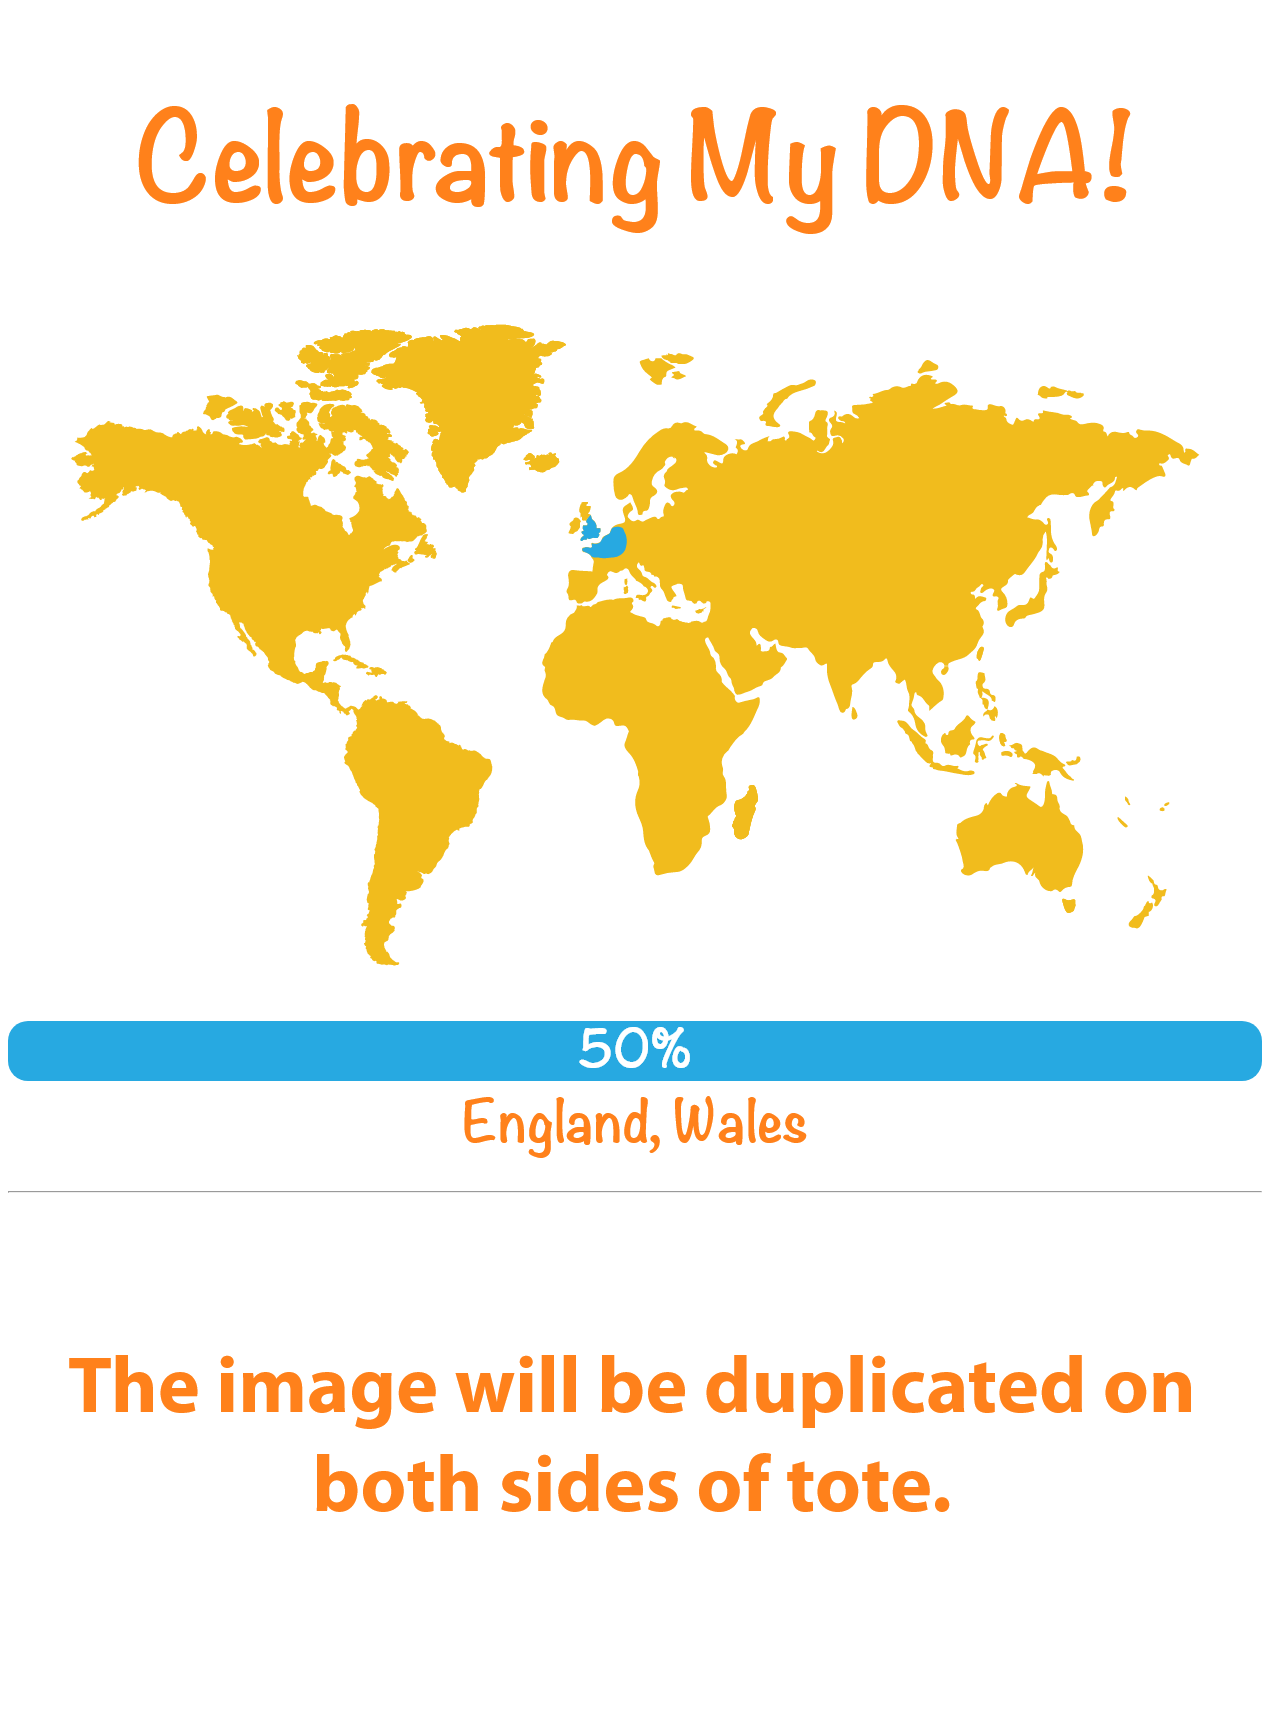 Celebrating My DNA!
50%
England, Wales
The image will be duplicated on
both sides of tote.